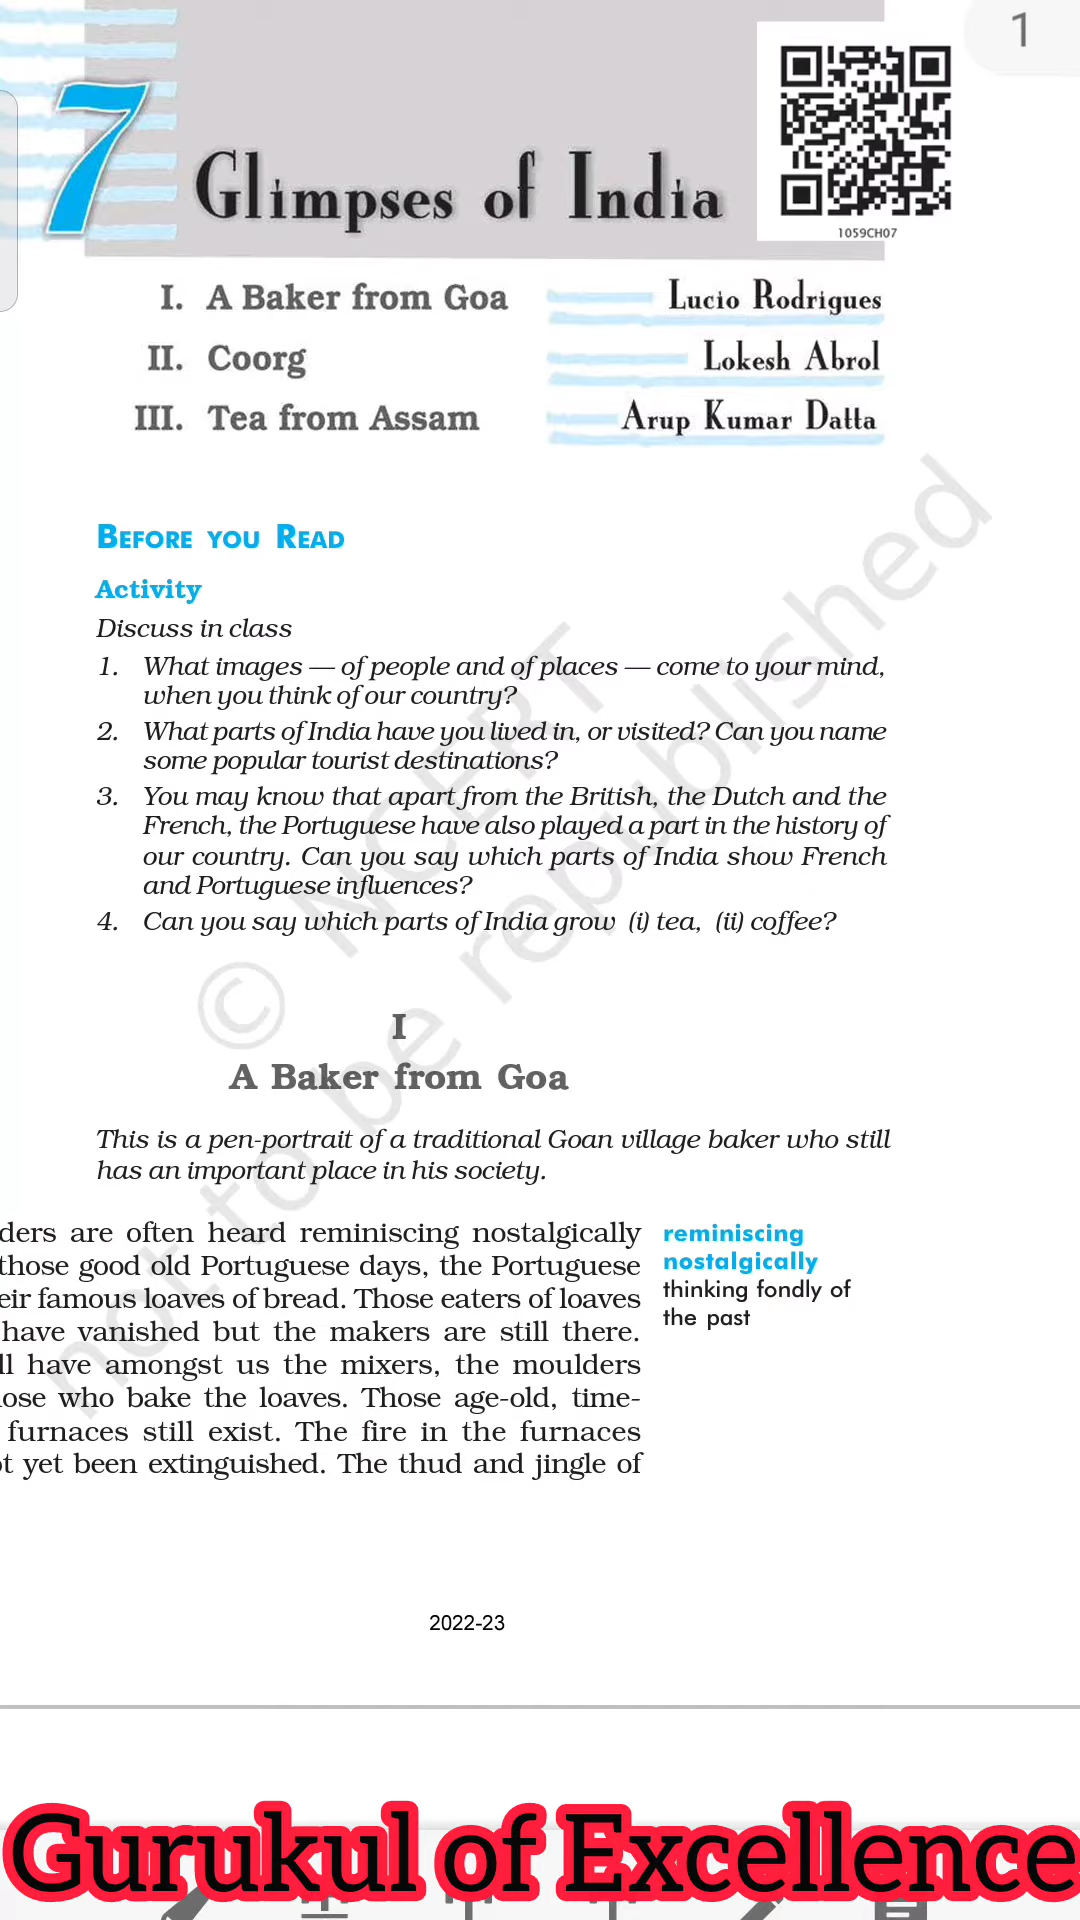 1
7
Glimpses of India
1059CH07
I. A Baker from Goa Lucio Rodrigues
II. Coorg Lokesh Abrol
III. Tea from Assam Arup Kumar Datta
BEFORE YOU READ
Activity
Discuss in class
1. What images — of people and of places — come to your mind,
when you think of our country?
2. What parts of India have you lived in, or visited? Can you name
some popular tourist destinations?
3. You may know that apart from the British, the Dutch and the
French, the Portuguese have also played a part in the history of
our country. Can you say which parts of India show French
and Portuguese influences?
4. Can you say which parts of India grow (i) tea, (ii) coffee?
© NCERT
not to be republished
I
A Baker from Goa
This is a pen-portrait of a traditional Goan village baker who still
has an important place in his society.
ders are often heard reminiscing nostalgically
those good old Portuguese days, the Portuguese
eir famous loaves of bread. Those eaters of loaves
have vanished but the makers are still there.
ll have amongst us the mixers, the moulders
ose who bake the loaves. Those age-old, time-
furnaces still exist. The fire in the furnaces
ot yet been extinguished. The thud and jingle of
reminiscing
nostalgically
thinking fondly of
the past
2022-23
Gurukul of Excellence